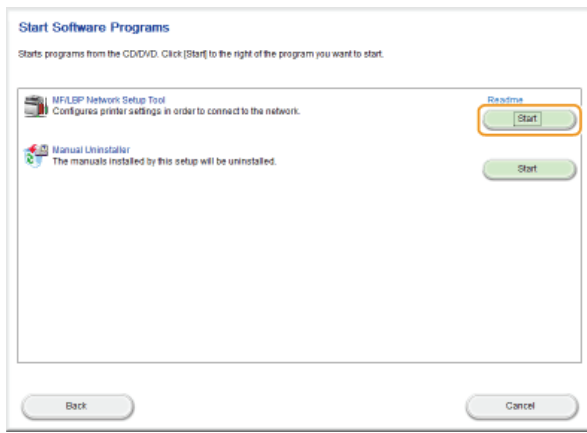 Start Software Programs
Starts programs from the CD/DVD. Click [Start] to the right of the program you want to start.
MF/LBP Network Setup Tool
Readme
Configures printer settings in order to connect to the network.
Start
Manual Uninstaller
The manuals installed by this setup will be uninstalled.
Start
Back
Cancel